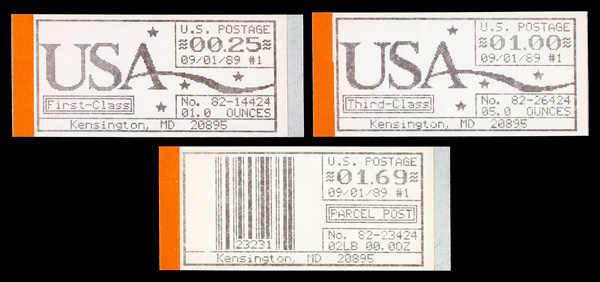 USA
U.S. POSTAGE
00.25
09/01/89 #1
First-Class
No. 82-14424
01.0 OUNCES
Kensington, MD 20895
USA
U.S. POSTAGE
01.00
09/01/89 #1
Third-Class
No. 82-26424
05.0 OUNCES
Kensington, MD 20895
U.S. POSTAGE
01.69
09/01/89 #1
PARCEL POST
23231
No. 82-23424
02LB 00.0OZ
Kensington, MD 20895